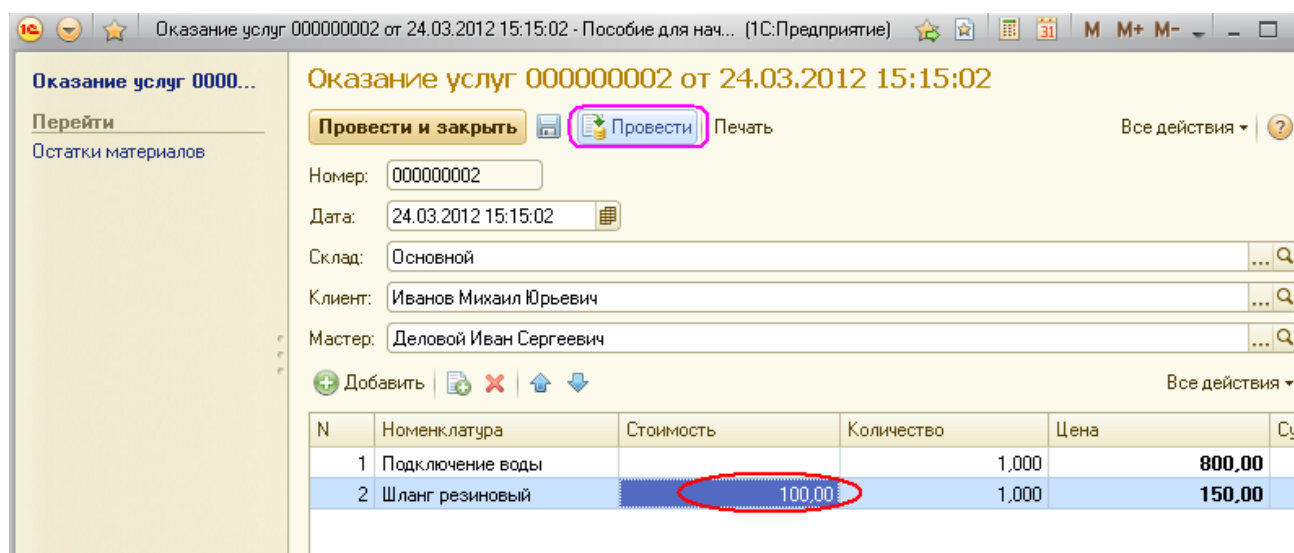 Оказание услуг 000000002 от 24.03.2012 15:15:02 - Пособие для нач... (1С:Предприятие) 31 M M+ M-
Оказание услуг 0000...
Перейти
Остатки материалов
Оказание услуг 000000002 от 24.03.2012 15:15:02
Провести и закрыть Провести Печать Все действия
Номер: 000000002
Дата: 24.03.2012 15:15:02
Склад: Основной ...
Клиент: Иванов Михаил Юрьевич ...
Мастер: Деловой Иван Сергеевич ...
Добавить Все действия
N Номенклатура Стоимость Количество Цена
1 Подключение воды 1,000 800,00
2 Шланг резиновый 100,00 1,000 150,00